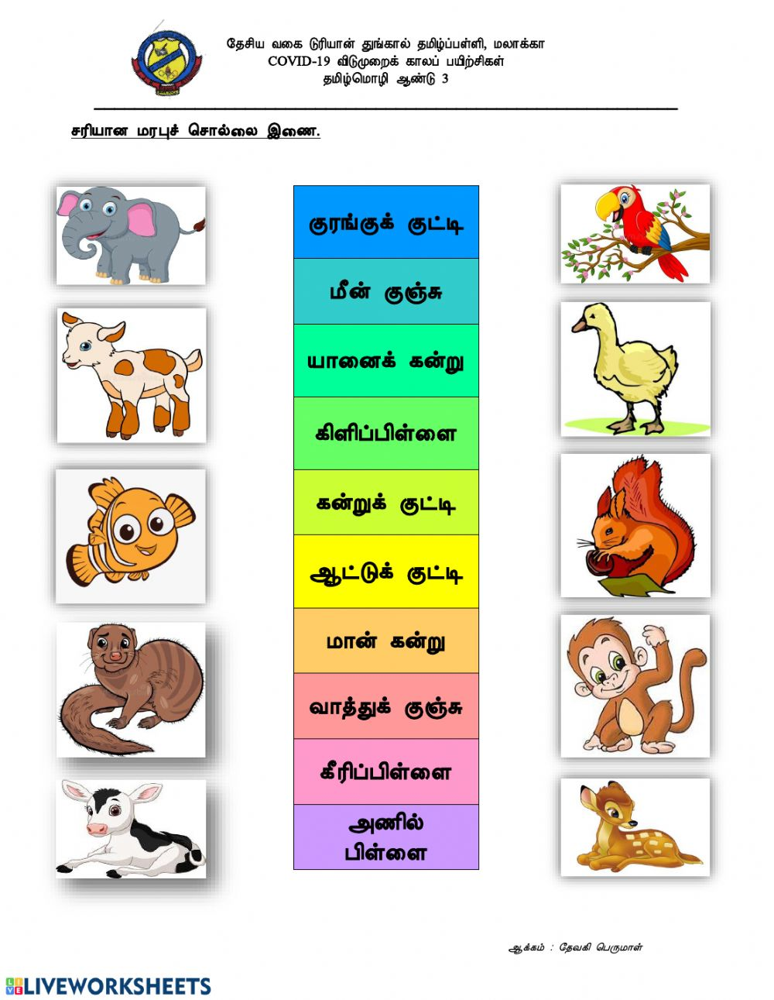 தேசிய வகை டுரியான் துங்கால் தமிழ்ப்பள்ளி, மலாக்கா
COVID-19 விடுமுறைக் காலப் பயிற்சிகள்
தமிழ்மொழி ஆண்டு 3
சரியான மரபுச் சொல்லை இணை.
குரங்குக் குட்டி
மீன் குஞ்சு
யானைக் கன்று
கிளிப்பிள்ளை
கன்றுக் குட்டி
ஆட்டுக் குட்டி
மான் கன்று
வாத்துக் குஞ்சு
கீரிப்பிள்ளை
அணில்
பிள்ளை
ஆக்கம் : தேவகி பெருமாள்
LIVE LIVEWORKSHEETS